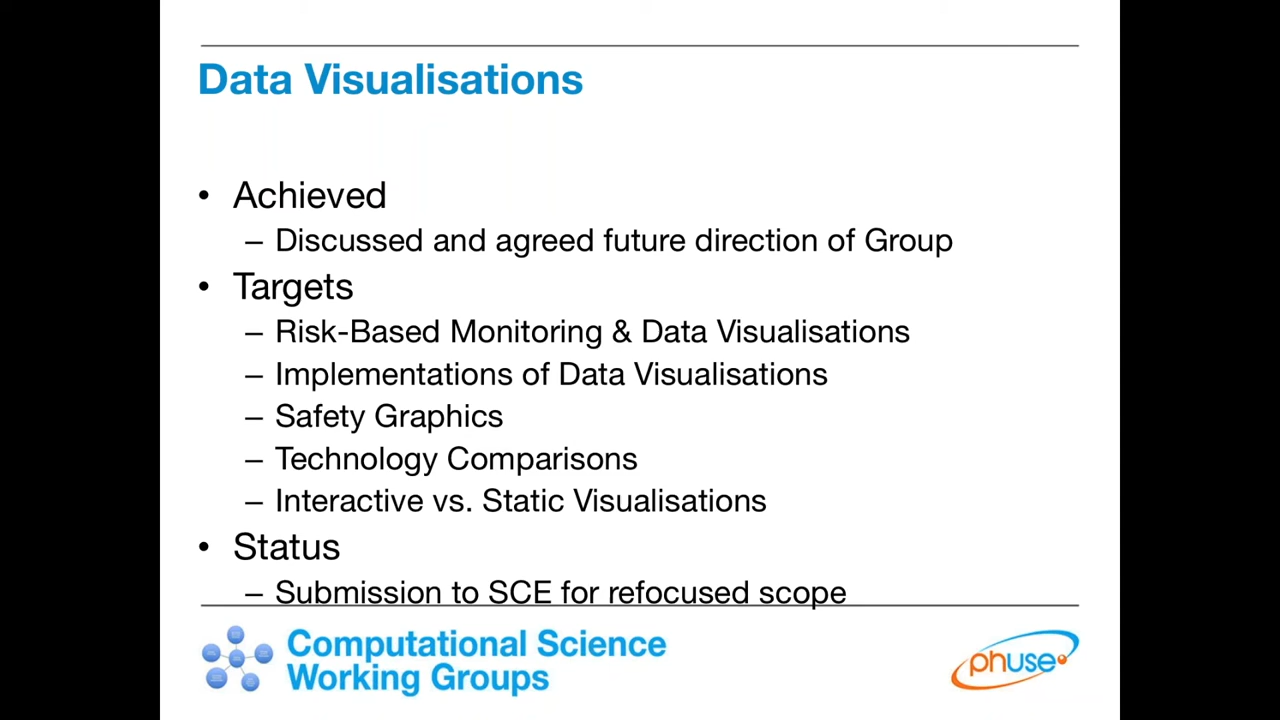 Data Visualisations
• Achieved
– Discussed and agreed future direction of Group
• Targets
– Risk-Based Monitoring & Data Visualisations
– Implementations of Data Visualisations
– Safety Graphics
– Technology Comparisons
– Interactive vs. Static Visualisations
• Status
– Submission to SCE for refocused scope
Computational Science
Working Groups
phuse